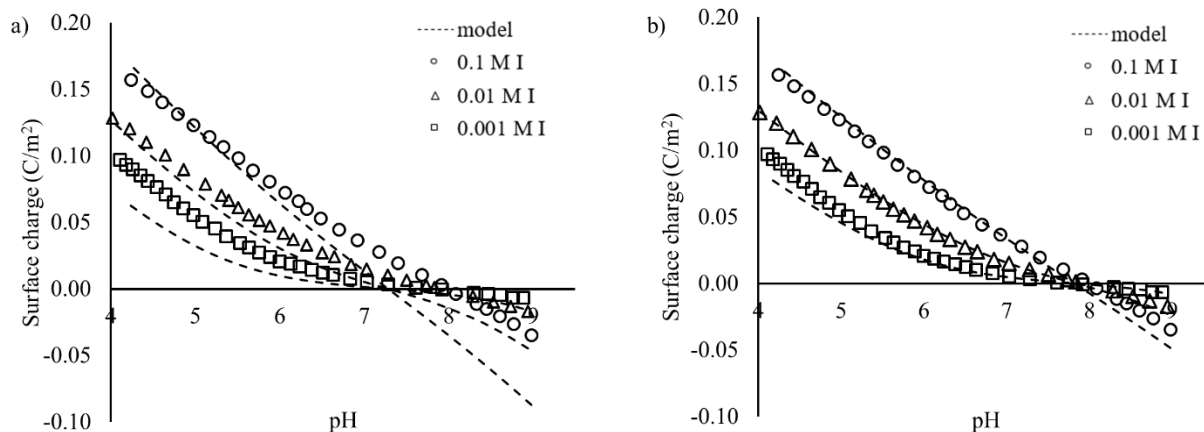 a)
Surface charge (C/m²)
0.20
0.15
0.10
0.05
0.00
-0.05
-0.10
4
5
6
7
8
9
pH
model
0.1 M I
0.01 M I
0.001 M I
b)
Surface charge (C/m²)
0.20
0.15
0.10
0.05
0.00
-0.05
-0.10
4
5
6
7
8
9
pH
model
0.1 M I
0.01 M I
0.001 M I